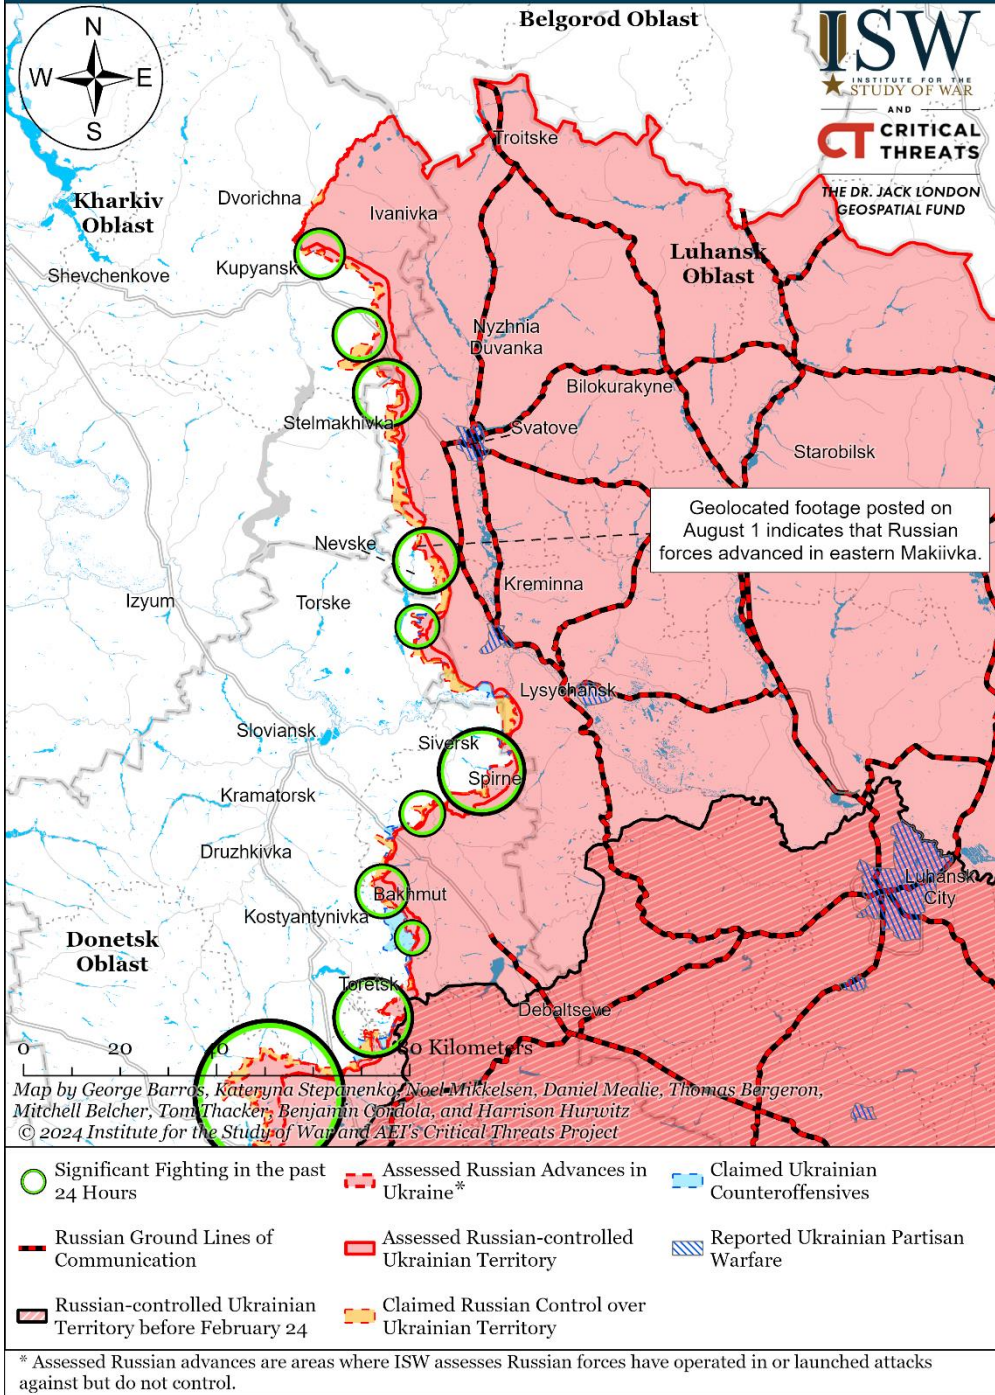 Belgorod Oblast
N
W
E
S
ISW
INSTITUTE FOR THE
STUDY OF WAR
AND
CT CRITICAL
THREATS
THE DR. JACK LONDON
GEOSPATIAL FUND
Troitske
Dvorichna
Kharkiv
Oblast
Ivanivka
Luhansk
Oblast
Kupyansk
Shevchenkove
Nyzhnia
Duvanka
Bilokurakyne
Stelmakhivka
Svatove
Starobilsk
Geolocated footage posted on
August 1 indicates that Russian
forces advanced in eastern Makiivka.
Nevske
Kreminna
Izyum
Torske
Lysychansk
Sloviansk
Siversk
Spirne
Kramatorsk
Druzhkivka
Luhansk
City
Bakhmut
Kostyantynivka
Donetsk
Oblast
Toretsk
Debaltseve
0 20 40 80 Kilometers
Map by George Barros, Kateryna Stepanenko, Noel Mikkelsen, Daniel Mealie, Thomas Bergeron,
Mitchell Belcher, Tom Thacker, Benjamin Cordola, and Harrison Hurwitz
© 2024 Institute for the Study of War and AEI's Critical Threats Project
Significant Fighting in the past
24 Hours
Assessed Russian Advances in
Ukraine*
Claimed Ukrainian
Counteroffensives
Russian Ground Lines of
Communication
Assessed Russian-controlled
Ukrainian Territory
Reported Ukrainian Partisan
Warfare
Russian-controlled Ukrainian
Territory before February 24
Claimed Russian Control over
Ukrainian Territory
* Assessed Russian advances are areas where ISW assesses Russian forces have operated in or launched attacks
against but do not control.